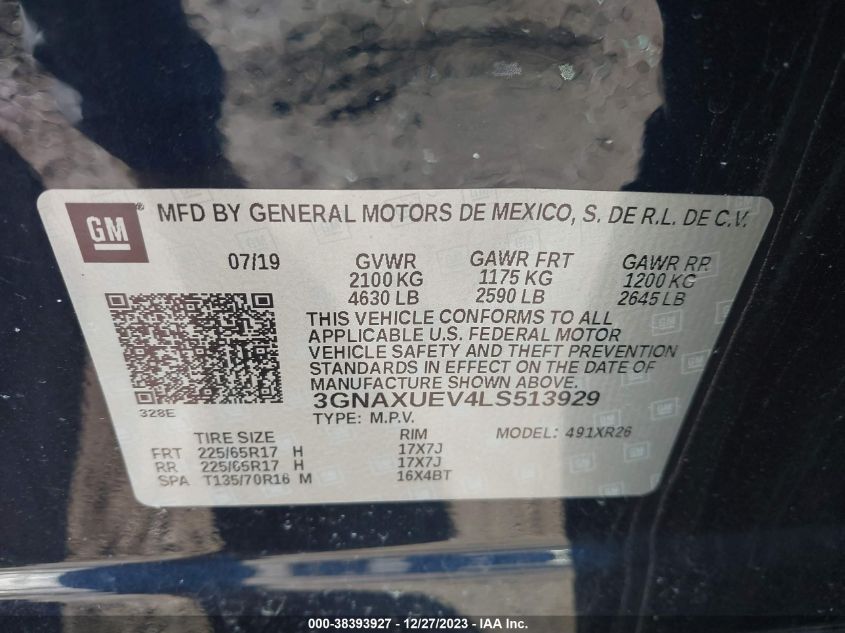 GM ® MFD BY GENERAL MOTORS DE MEXICO, S. DE R.L. DE C.V.
07/19 GVWR GAWR FRT GAWR RR
2100 KG 1175 KG 1200 KG
4630 LB 2590 LB 2645 LB
THIS VEHICLE CONFORMS TO ALL
APPLICABLE U.S. FEDERAL MOTOR
VEHICLE SAFETY AND THEFT PREVENTION
STANDARDS IN EFFECT ON THE DATE OF
MANUFACTURE SHOWN ABOVE.
328E 3GNAXUEV4LS513929
TYPE: M.P.V.
TIRE SIZE RIM MODEL: 491XR26
FRT 225/65R17 H 17X7J
RR 225/65R17 H 17X7J
SPA T135/70R16 M 16X4BT
000-38393927 - 12/27/2023 - IAA Inc.